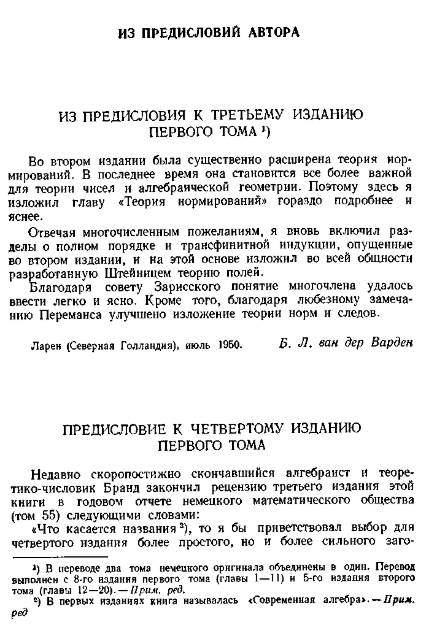 ИЗ ПРЕДИСЛОВИЙ АВТОРА
ИЗ ПРЕДИСЛОВИЯ К ТРЕТЬЕМУ ИЗДАНИЮ
ПЕРВОГО ТОМА ¹)
Во втором издании была существенно расширена теория нор-
мирований. В последнее время она становится все более важной
для теории чисел и алгебраической геометрии. Поэтому здесь я
изложил главу «Теория нормирований» гораздо подробнее и
яснее.
Отвечая многочисленным пожеланиям, я вновь включил раз-
делы о полном порядке и трансфинитной индукции, опущенные
во втором издании, и на этой основе изложил во всей общности
разработанную Штейницем теорию полей.
Благодаря совету Зарисского понятие многочлена удалось
ввести легко и ясно. Кроме того, благодаря любезному замеча-
нию Переманса улучшено изложение теории норм и следов.
Ларен (Северная Голландия), июль 1950. Б. Л. ван дер Варден
ПРЕДИСЛОВИЕ К ЧЕТВЕРТОМУ ИЗДАНИЮ
ПЕРВОГО ТОМА
Недавно скоропостижно скончавшийся алгебраист и теоре-
тико-числовик Бранд закончил рецензию третьего издания этой
книги в годовом отчете немецкого математического общества
(том 55) следующими словами:
«Что касается названия ²), то я бы приветствовал выбор для
четвертого издания более простого, но и более сильного заго-
¹) В переводе два тома немецкого оригинала объединены в один. Перевод
выполнен с 8-го издания первого тома (главы 1—11) и 5-го издания второго
тома (главы 12—20). — Прим. ред.
²) В первых изданиях книга называлась «Современная алгебра». — Прим.
ред